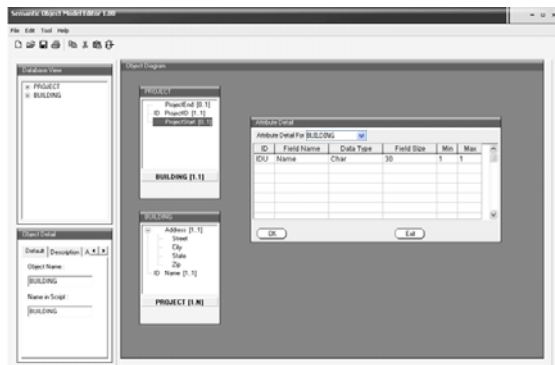 Semantic Object Model Editor 1.00
File Edit Tool Help
Database View
PROJECT
BUILDING
Object Detail
Default Description A
Object Name :
BUILDING
Name in Script :
BUILDING
Object Diagram
PROJECT
ProjectEnd [0..1]
ID ProjectID [1..1]
ProjectStart [0..1]
BUILDING [1..1]
BUILDING
Address [1..1]
Street
City
State
Zip
ID Name [1..1]
PROJECT [1..N]
Attribute Detail
Attribute Detail For BUILDING
ID Field Name Data Type Field Size Min Max
IDU Name Char 30 1 1
OK Exit